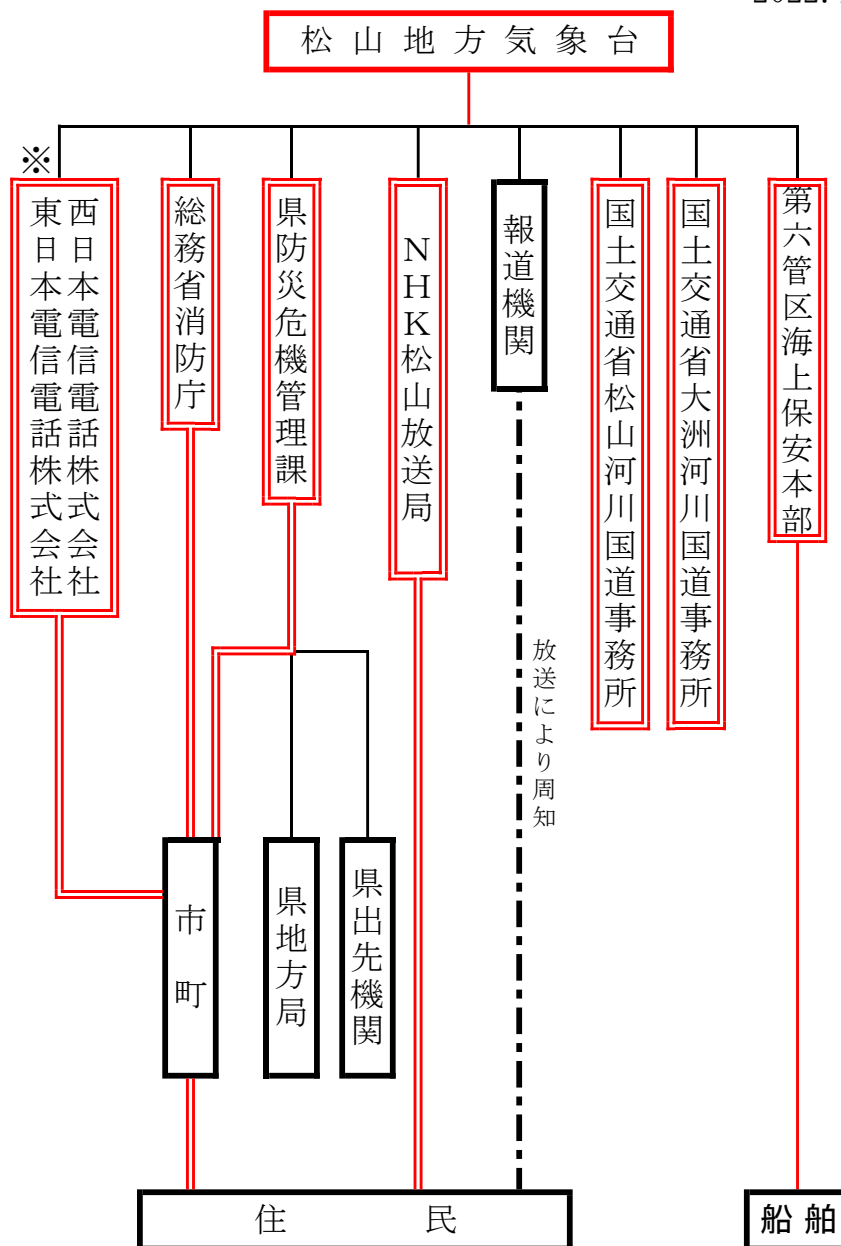 松山地方気象台
※
西日本電信電話株式会社
東日本電信電話株式会社
総務省消防庁
県防災危機管理課
NHK松山放送局
報道機関
国土交通省松山河川国道事務所
国土交通省大洲河川国道事務所
第六管区海上保安本部
放送により周知
市町
県地方局
県出先機関
住民
船舶